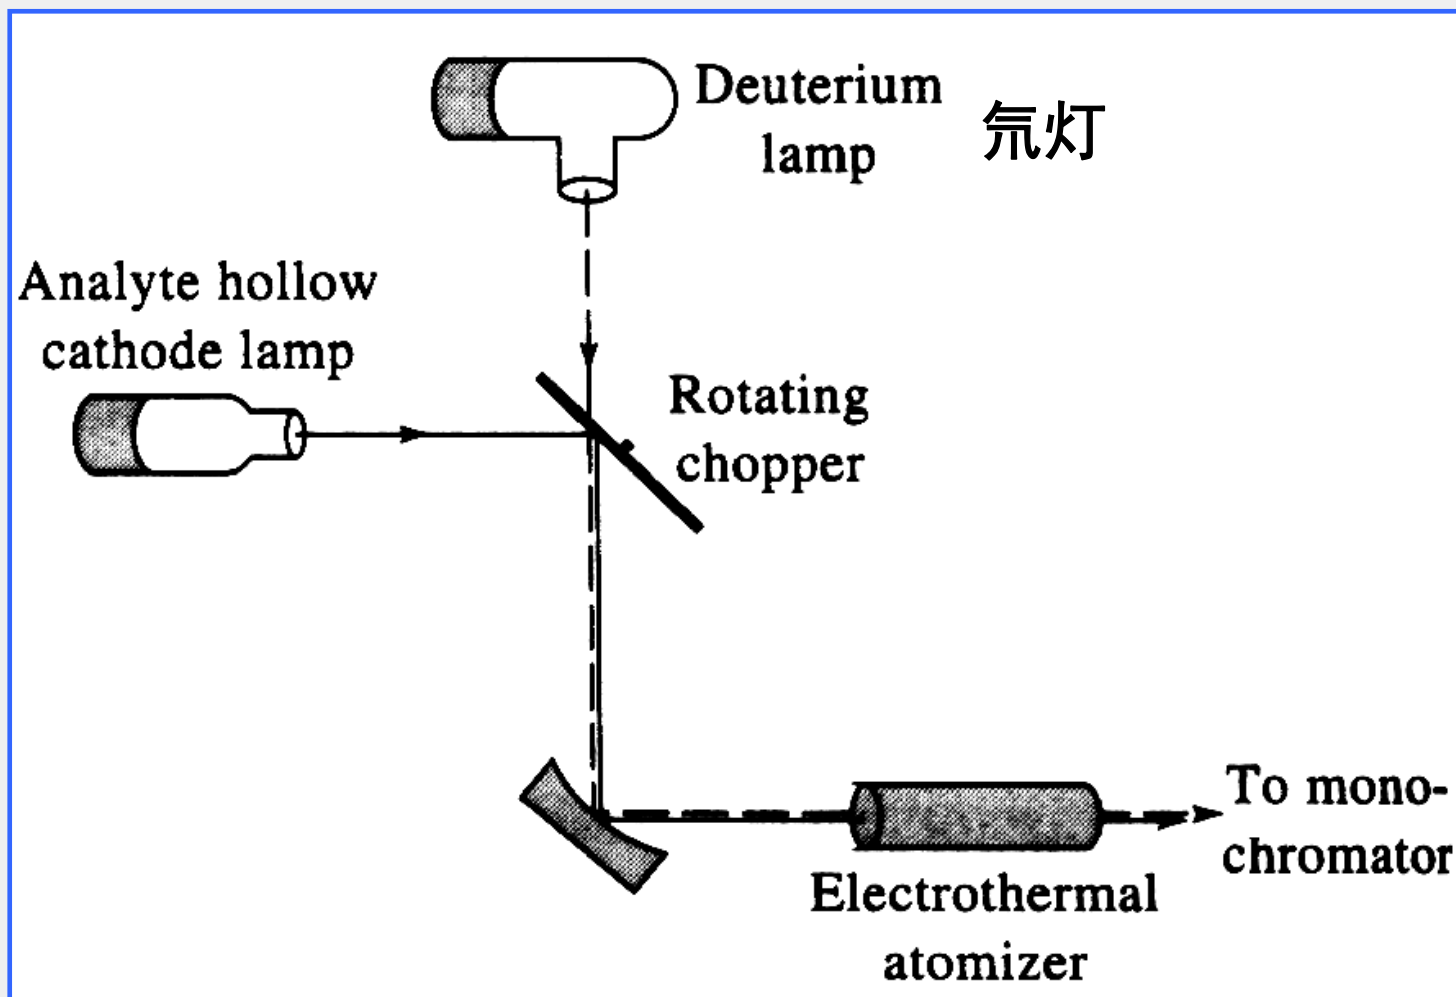 Deuterium
lamp
氘灯
Analyte hollow
cathode lamp
Rotating
chopper
To mono-
chromator
Electrothermal
atomizer